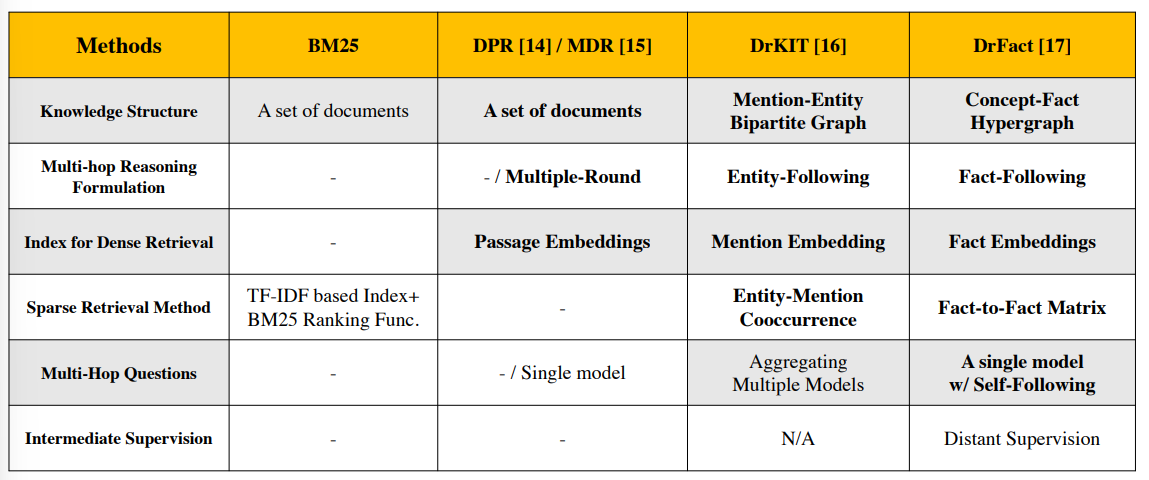 Methods BM25 DPR [14] / MDR [15] DrKIT [16] DrFact [17]
Knowledge Structure A set of documents A set of documents Mention-Entity Bipartite Graph Concept-Fact Hypergraph
Multi-hop Reasoning Formulation - - / Multiple-Round Entity-Following Fact-Following
Index for Dense Retrieval - Passage Embeddings Mention Embedding Fact Embeddings
Sparse Retrieval Method TF-IDF based Index+ BM25 Ranking Func. - Entity-Mention Cooccurrence Fact-to-Fact Matrix
Multi-Hop Questions - - / Single model Aggregating Multiple Models A single model w/ Self-Following
Intermediate Supervision - - N/A Distant Supervision